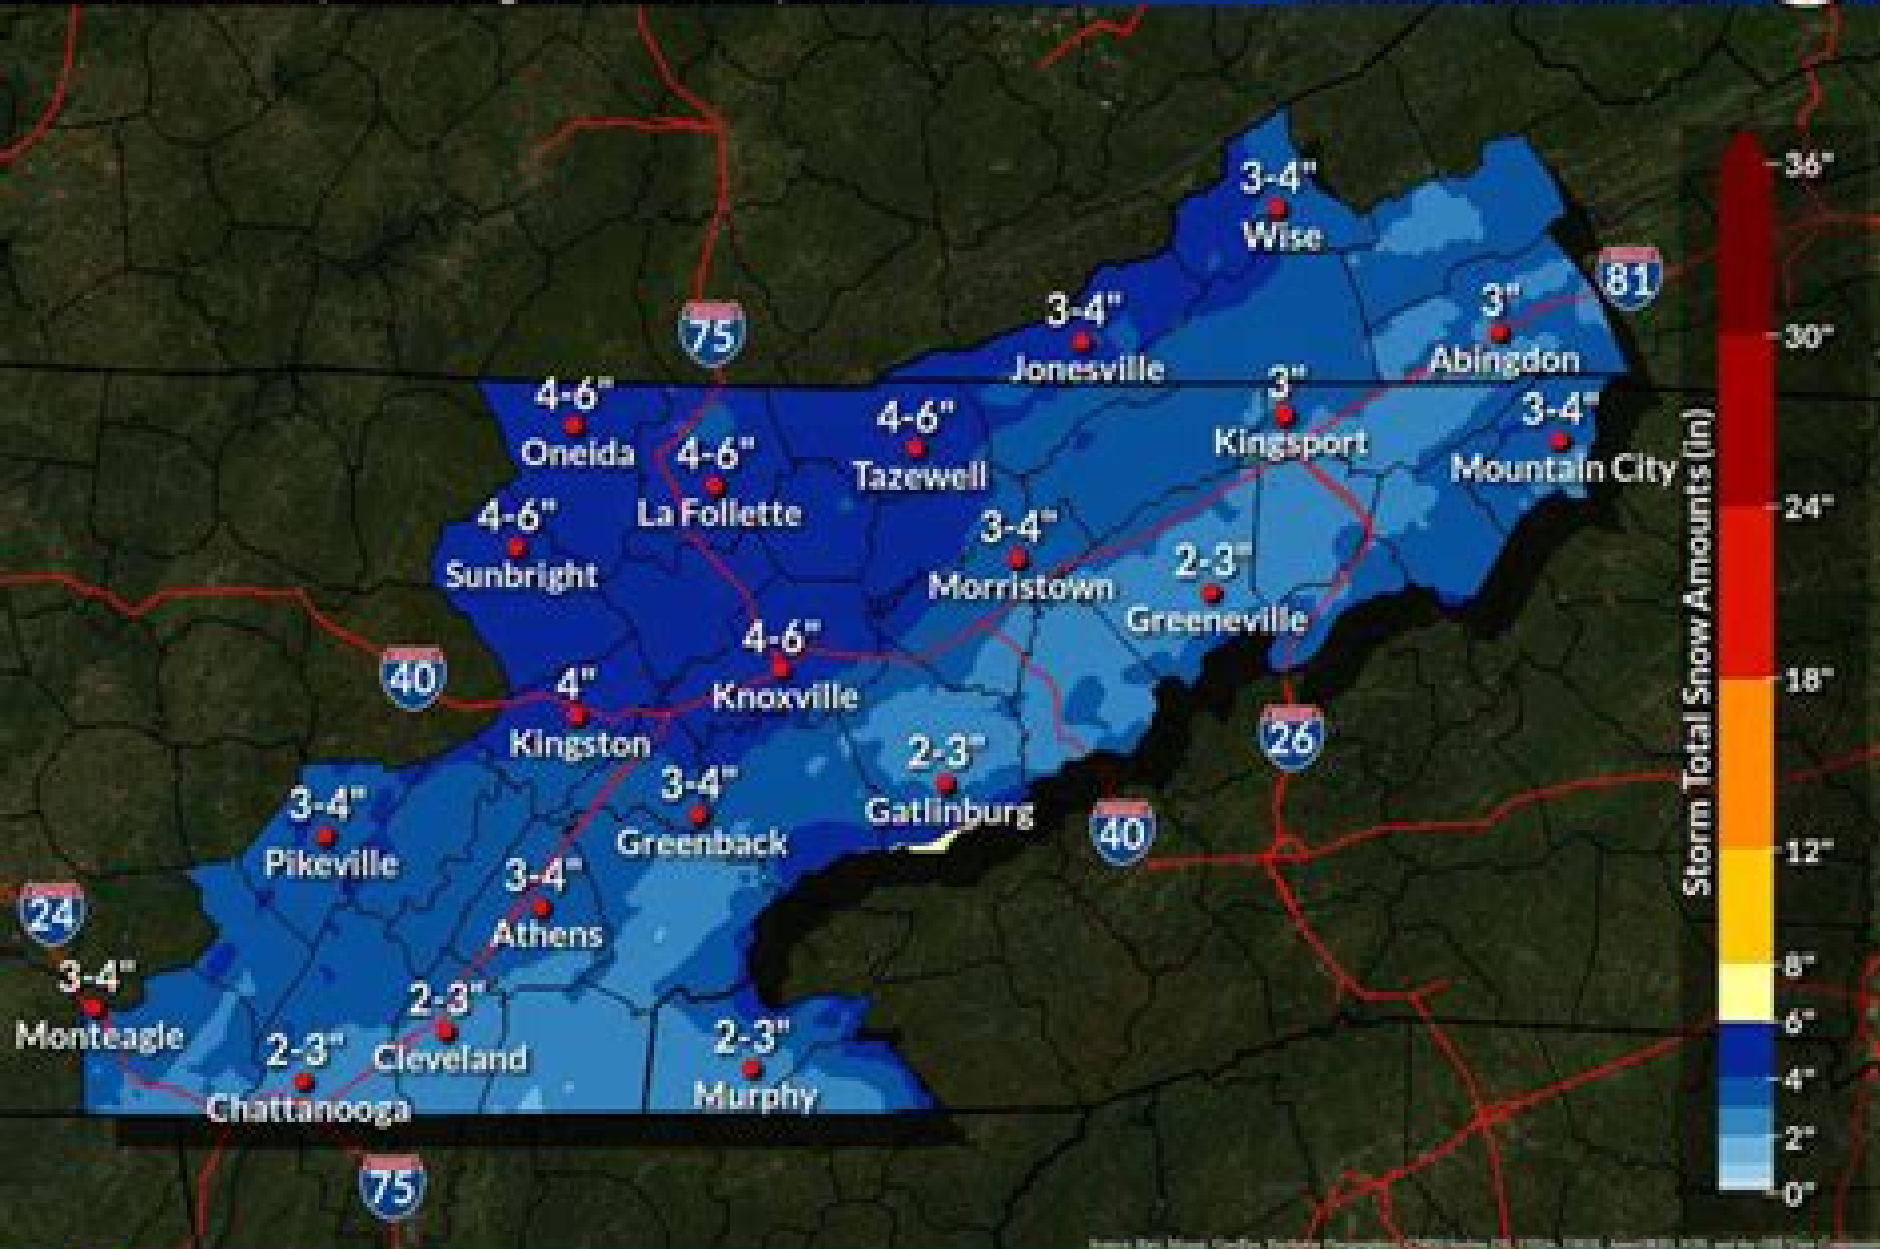 3-4"
Wise
81
3"
Abingdon
36"
30"
75
3-4"
Jonesville
4-6"
Oneida
4-6"
La Follette
4-6"
Tazewell
3"
Kingsport
3-4"
Mountain City
24"
4-6"
Sunbright
3-4"
Morristown
2-3"
Greeneville
40
4-6"
Knoxville
4"
Kingston
18"
26
2-3"
Gatlinburg
3-4"
Greenback
3-4"
Pikeville
40
Storm Total Snow Amounts (in)
12"
24
3-4"
Athens
3-4"
Monteagle
8"
2-3"
Cleveland
6"
2-3"
Chattanooga
2-3"
Murphy
4"
2"
75
0"